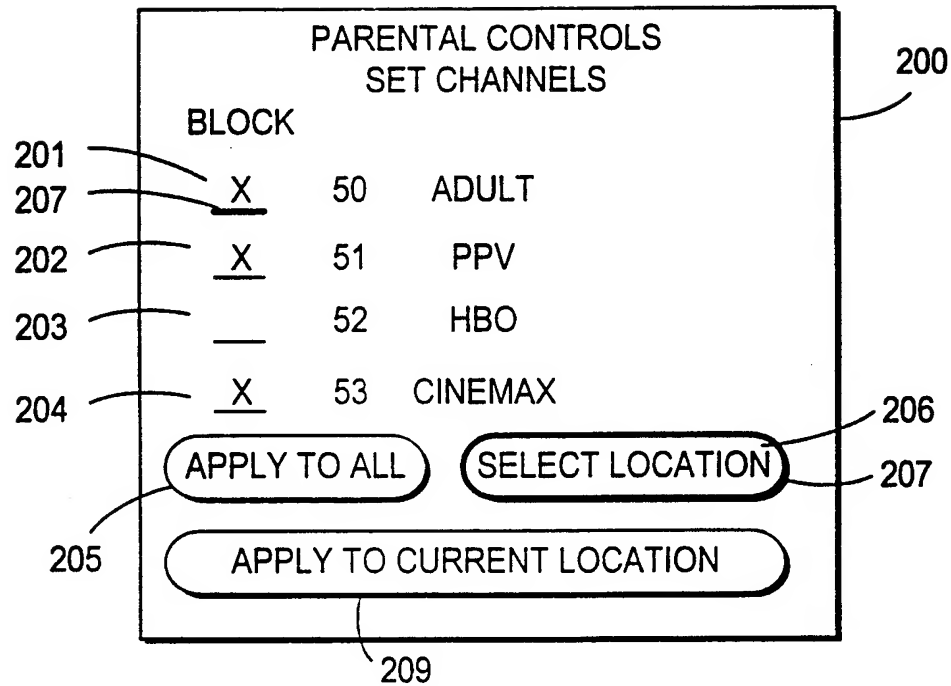 PARENTAL CONTROLS
SET CHANNELS
200
BLOCK
201
X 50 ADULT
207
202 X 51 PPV
203 52 HBO
204 X 53 CINEMAX
206
APPLY TO ALL SELECT LOCATION
207
205
APPLY TO CURRENT LOCATION
209